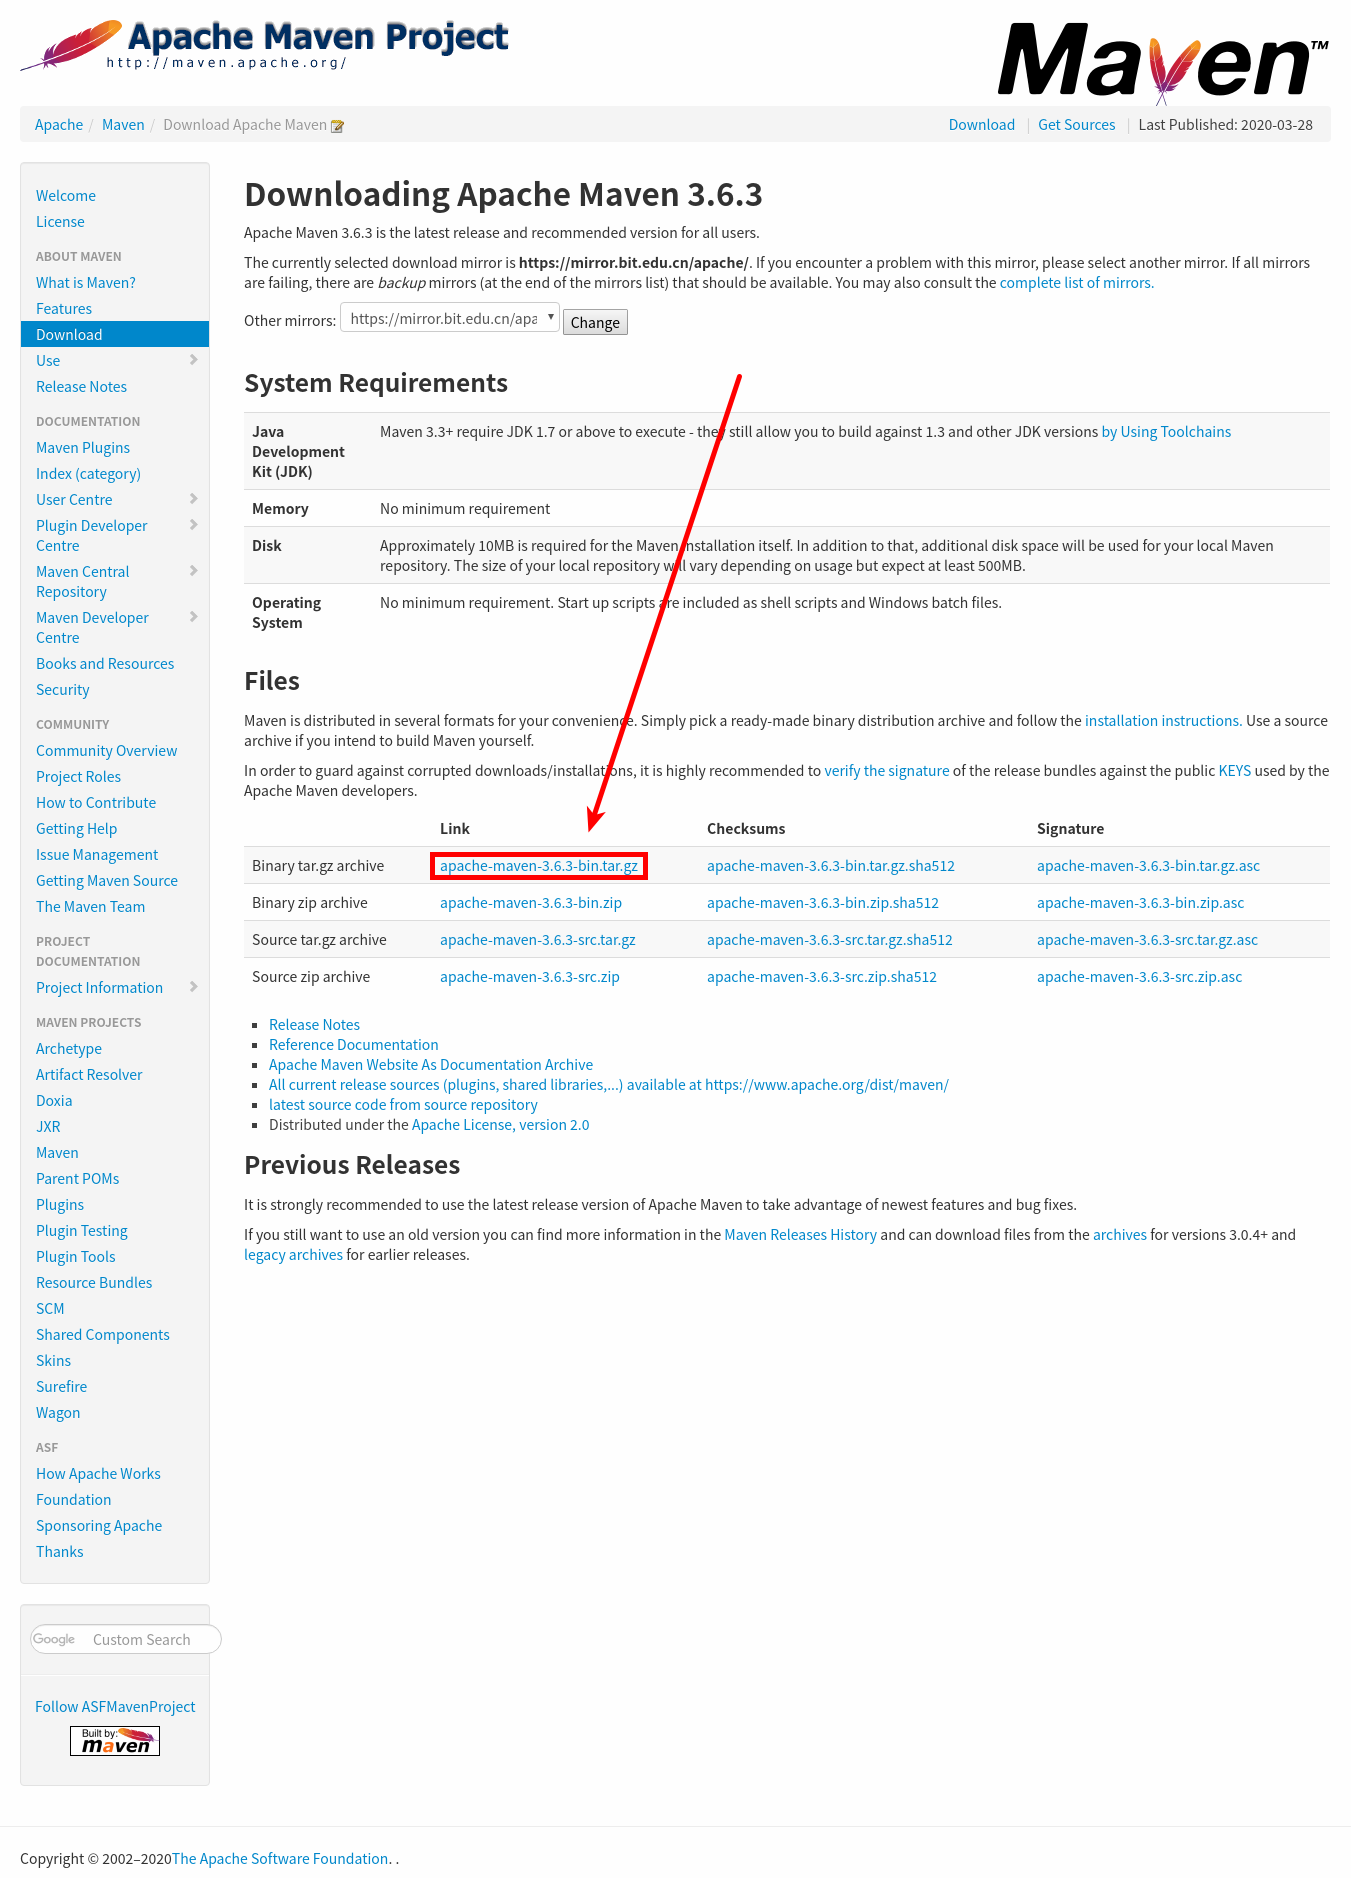 Apache Maven Project
http://maven.apache.org/
Maven™
Apache / Maven / Download Apache Maven
Download | Get Sources | Last Published: 2020-03-28
Welcome
License
ABOUT MAVEN
What is Maven?
Features
Download
Use
Release Notes
DOCUMENTATION
Maven Plugins
Index (category)
User Centre
Plugin Developer
Centre
Maven Central
Repository
Maven Developer
Centre
Books and Resources
Security
COMMUNITY
Community Overview
Project Roles
How to Contribute
Getting Help
Issue Management
Getting Maven Source
The Maven Team
PROJECT
DOCUMENTATION
Project Information
MAVEN PROJECTS
Archetype
Artifact Resolver
Doxia
JXR
Maven
Parent POMs
Plugins
Plugin Testing
Plugin Tools
Resource Bundles
SCM
Shared Components
Skins
Surefire
Wagon
ASF
How Apache Works
Foundation
Sponsoring Apache
Thanks
Google Custom Search
Follow ASFMavenProject
Built by:
maven
Downloading Apache Maven 3.6.3
Apache Maven 3.6.3 is the latest release and recommended version for all users.
The currently selected download mirror is https://mirror.bit.edu.cn/apache/. If you encounter a problem with this mirror, please select another mirror. If all mirrors
are failing, there are backup mirrors (at the end of the mirrors list) that should be available. You may also consult the complete list of mirrors.
Other mirrors: https://mirror.bit.edu.cn/apa Change
System Requirements
Java
Development
Kit (JDK)
Maven 3.3+ require JDK 1.7 or above to execute - they still allow you to build against 1.3 and other JDK versions by Using Toolchains
Memory No minimum requirement
Disk Approximately 10MB is required for the Maven installation itself. In addition to that, additional disk space will be used for your local Maven
repository. The size of your local repository will vary depending on usage but expect at least 500MB.
Operating
System
No minimum requirement. Start up scripts are included as shell scripts and Windows batch files.
Files
Maven is distributed in several formats for your convenience. Simply pick a ready-made binary distribution archive and follow the installation instructions. Use a source
archive if you intend to build Maven yourself.
In order to guard against corrupted downloads/installations, it is highly recommended to verify the signature of the release bundles against the public KEYS used by the
Apache Maven developers.
Link Checksums Signature
Binary tar.gz archive apache-maven-3.6.3-bin.tar.gz apache-maven-3.6.3-bin.tar.gz.sha512 apache-maven-3.6.3-bin.tar.gz.asc
Binary zip archive apache-maven-3.6.3-bin.zip apache-maven-3.6.3-bin.zip.sha512 apache-maven-3.6.3-bin.zip.asc
Source tar.gz archive apache-maven-3.6.3-src.tar.gz apache-maven-3.6.3-src.tar.gz.sha512 apache-maven-3.6.3-src.tar.gz.asc
Source zip archive apache-maven-3.6.3-src.zip apache-maven-3.6.3-src.zip.sha512 apache-maven-3.6.3-src.zip.asc
Release Notes
Reference Documentation
Apache Maven Website As Documentation Archive
All current release sources (plugins, shared libraries,...) available at https://www.apache.org/dist/maven/
latest source code from source repository
Distributed under the Apache License, version 2.0
Previous Releases
It is strongly recommended to use the latest release version of Apache Maven to take advantage of newest features and bug fixes.
If you still want to use an old version you can find more information in the Maven Releases History and can download files from the archives for versions 3.0.4+ and
legacy archives for earlier releases.
Copyright © 2002–2020The Apache Software Foundation. .